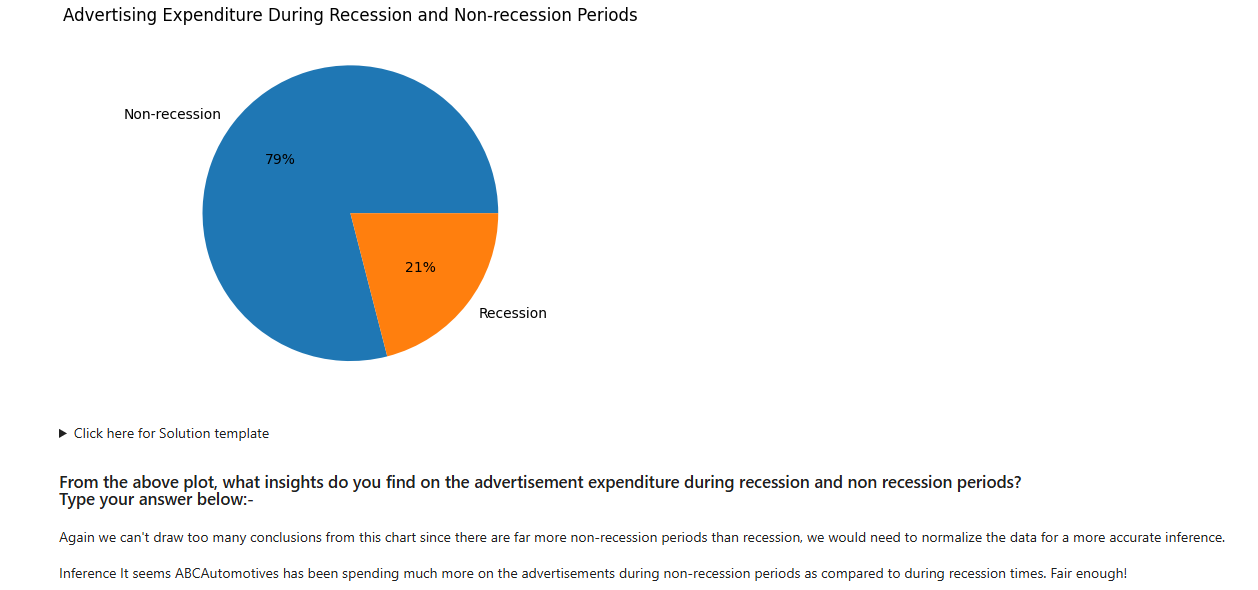 Advertising Expenditure During Recession and Non-recession Periods
Non-recession
79%
21%
Recession
Click here for Solution template
From the above plot, what insights do you find on the advertisement expenditure during recession and non recession periods?
Type your answer below:-
Again we can't draw too many conclusions from this chart since there are far more non-recession periods than recession, we would need to normalize the data for a more accurate inference.
Inference It seems ABCAutomotives has been spending much more on the advertisements during non-recession periods as compared to during recession times. Fair enough!